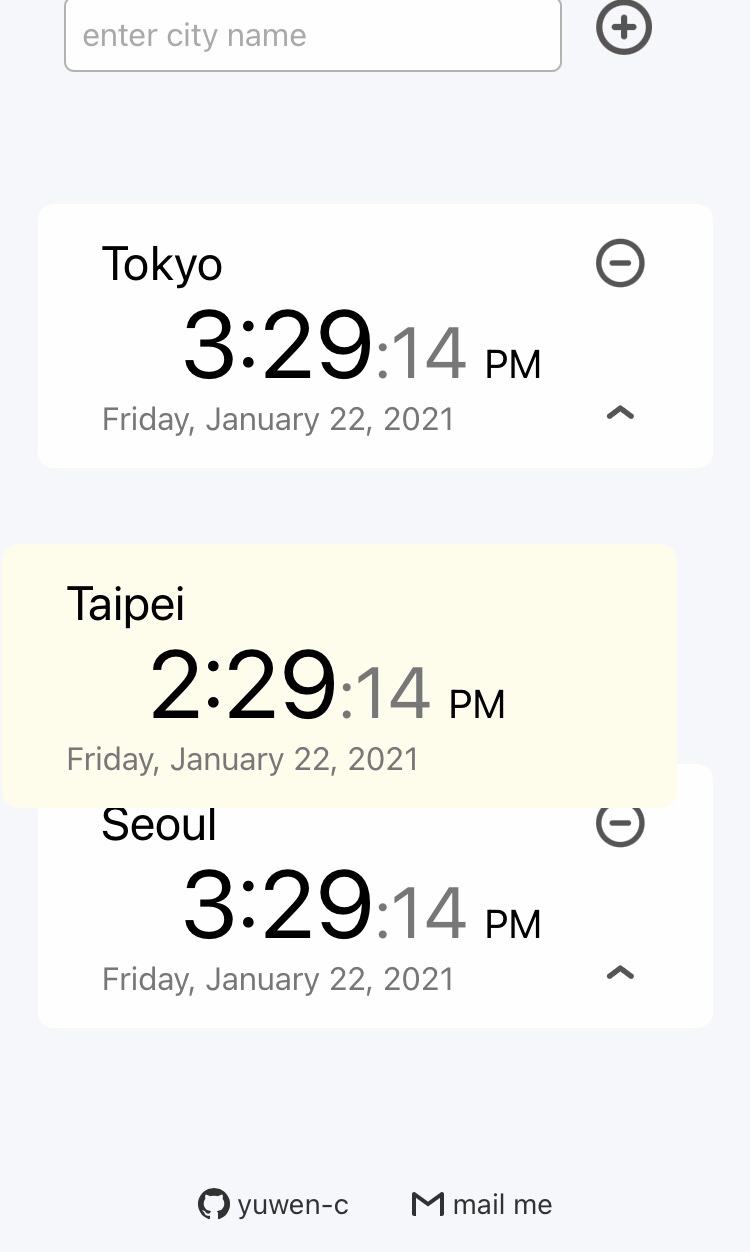 enter city name
Tokyo
3:29:14 PM
Friday, January 22, 2021
Taipei
2:29:14 PM
Friday, January 22, 2021
Seoul
3:29:14 PM
Friday, January 22, 2021
yuwen-c mail me